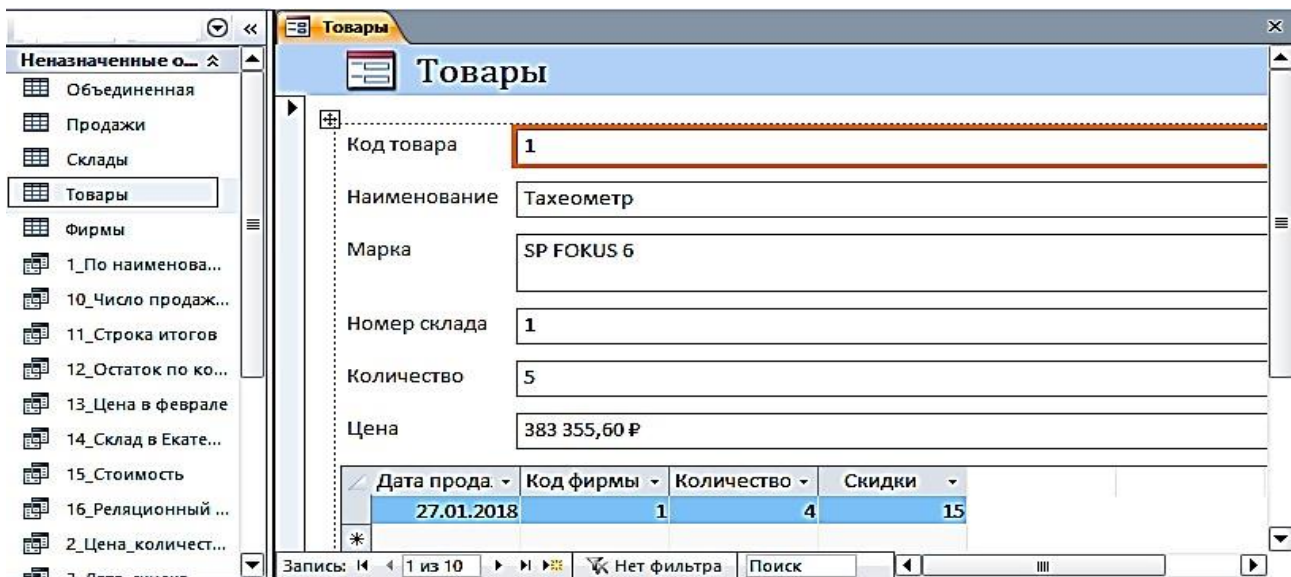 Товары
Неназначенные о...
Объединенная
Продажи
Склады
Товары
Фирмы
1_По наименова...
10_Число продаж...
11_Строка итогов
12_Остаток по ко...
13_Цена в феврале
14_Склад в Екате...
15_Стоимость
16_Реляционный ...
2_Цена_количест...
Товары
Код товара 1
Наименование Тахеометр
Марка SP FOKUS 6
Номер склада 1
Количество 5
Цена 383 355,60 ₽
Дата прода. Код фирмы Количество Скидки
27.01.2018 1 4 15
Запись: 1 из 10 Нет фильтра Поиск